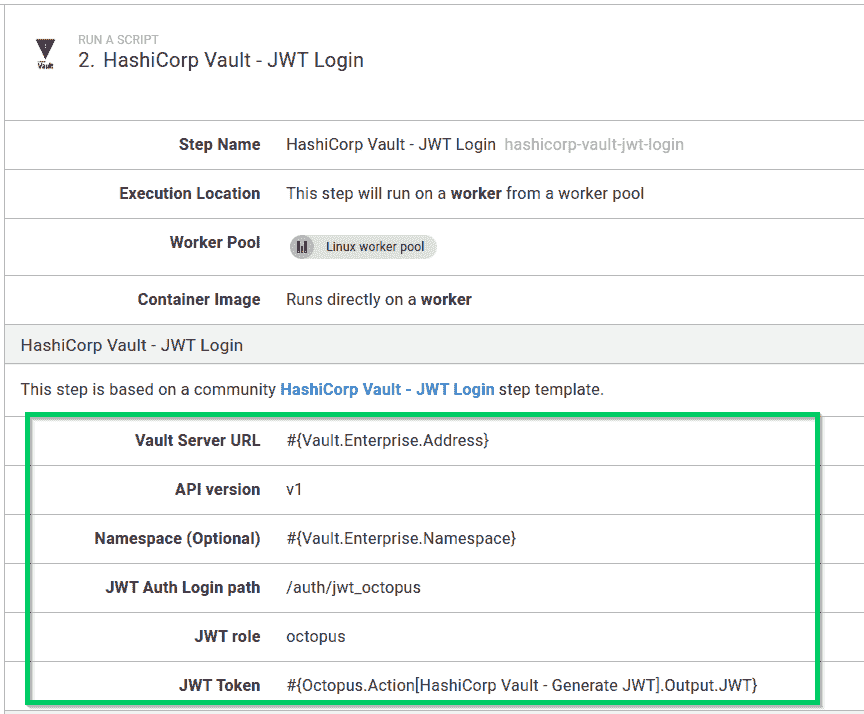 RUN A SCRIPT
2. HashiCorp Vault - JWT Login
Vault
Step Name HashiCorp Vault - JWT Login hashicorp-vault-jwt-login
Execution Location This step will run on a worker from a worker pool
Worker Pool Linux worker pool
Container Image Runs directly on a worker
HashiCorp Vault - JWT Login
This step is based on a community HashiCorp Vault - JWT Login step template.
Vault Server URL #{Vault.Enterprise.Address}
API version v1
Namespace (Optional) #{Vault.Enterprise.Namespace}
JWT Auth Login path /auth/jwt_octopus
JWT role octopus
JWT Token #{Octopus.Action[HashiCorp Vault - Generate JWT].Output.JWT}